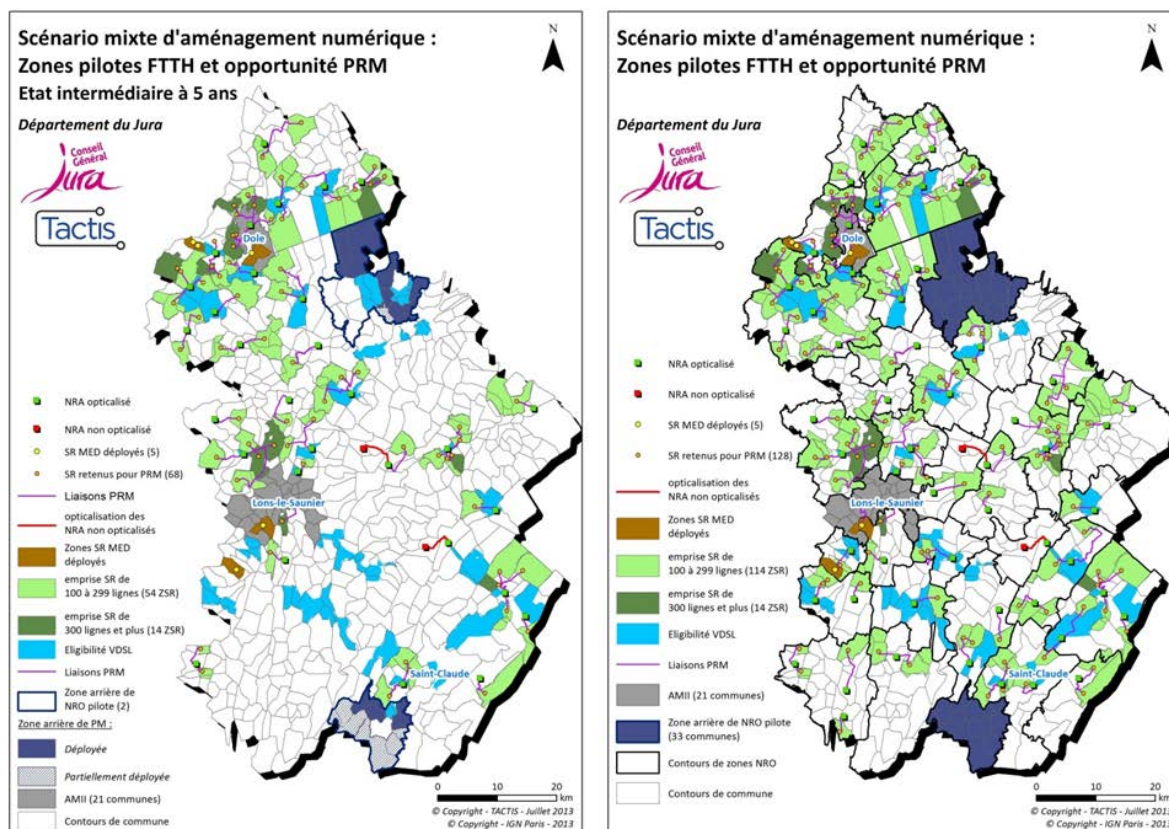 Scénario mixte d'aménagement numérique :
Zones pilotes FTTH et opportunité PRM
Etat intermédiaire à 5 ans
Département du Jura
Conseil
Général
Jura
Tactis
N
Dole
Lons-le-Saunier
Saint-Claude
NRA opticalisé
NRA non opticalisé
SR MED déployés (5)
SR retenus pour PRM (68)
Liaisons PRM
opticalisation des
NRA non opticalisés
Zones SR MED
déployés
emprise SR de
100 à 299 lignes (54 ZSR)
emprise SR de
300 lignes et plus (14 ZSR)
Eligibilité VDSL
Liaisons PRM
Zone arrière de
NRO pilote (2)
Zone arrière de PM :
Déployée
Partiellement déployée
AMII (21 communes)
Contours de commune
0 10 20
km
© Copyright - TACTIS - Juillet 2013
© Copyright - IGN Paris - 2013
Scénario mixte d'aménagement numérique :
Zones pilotes FTTH et opportunité PRM
Département du Jura
Conseil
Général
Jura
Tactis
N
Dole
Lons-le-Saunier
Saint-Claude
NRA opticalisé
NRA non opticalisé
SR MED déployés (5)
SR retenus pour PRM (128)
opticalisation des
NRA non opticalisés
Zones SR MED
déployés
emprise SR de
100 à 299 lignes (114 ZSR)
emprise SR de
300 lignes et plus (14 ZSR)
Eligibilité VDSL
Liaisons PRM
AMII (21 communes)
Zone arrière de NRO pilote
(33 communes)
Contours de zones NRO
Contours de commune
0 10 20
km
© Copyright - TACTIS - Juillet 2013
© Copyright - IGN Paris - 2013